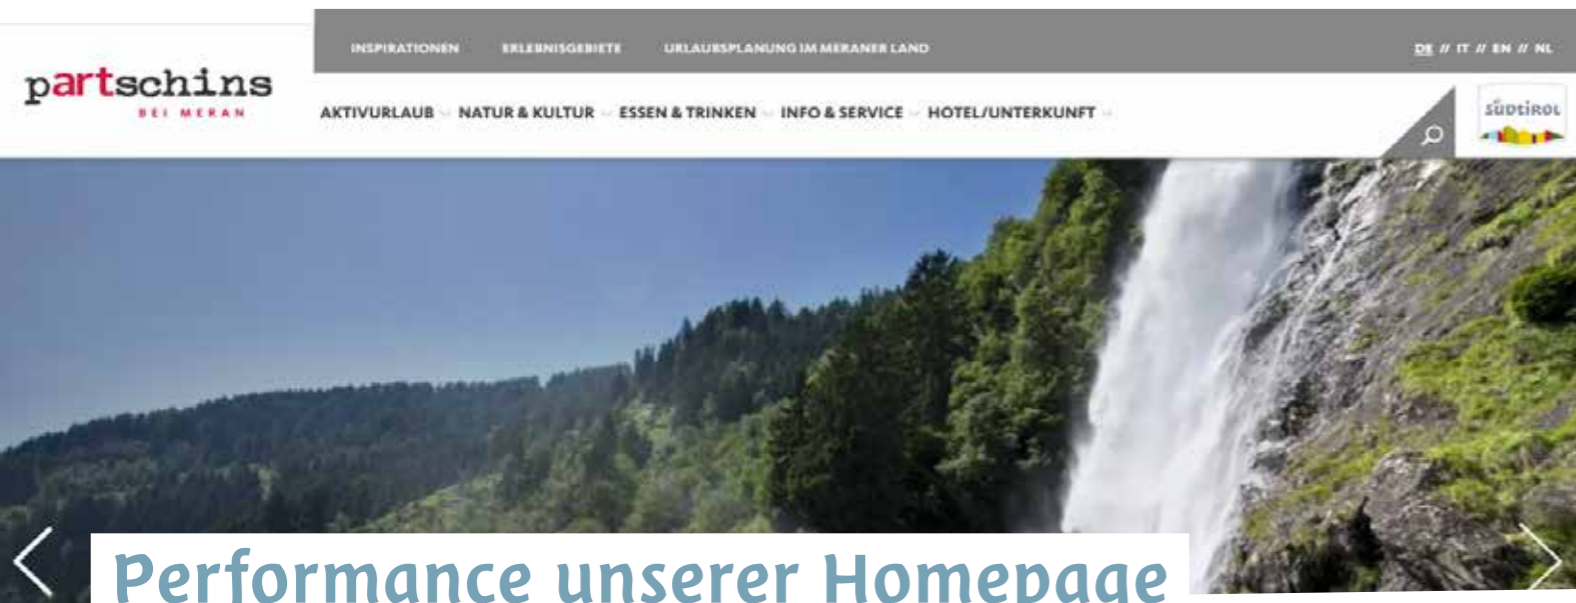 INSPIRATIONEN ERLEBNISGEBIETE URLAUBSPLANUNG IM MERANER LAND DE // IT // EN // NL
partschins
BEI MERAN
AKTIVURLAUB NATUR & KULTUR ESSEN & TRINKEN INFO & SERVICE HOTEL/UNTERKUNFT
SÜDTIROL
Performance unserer Homepage